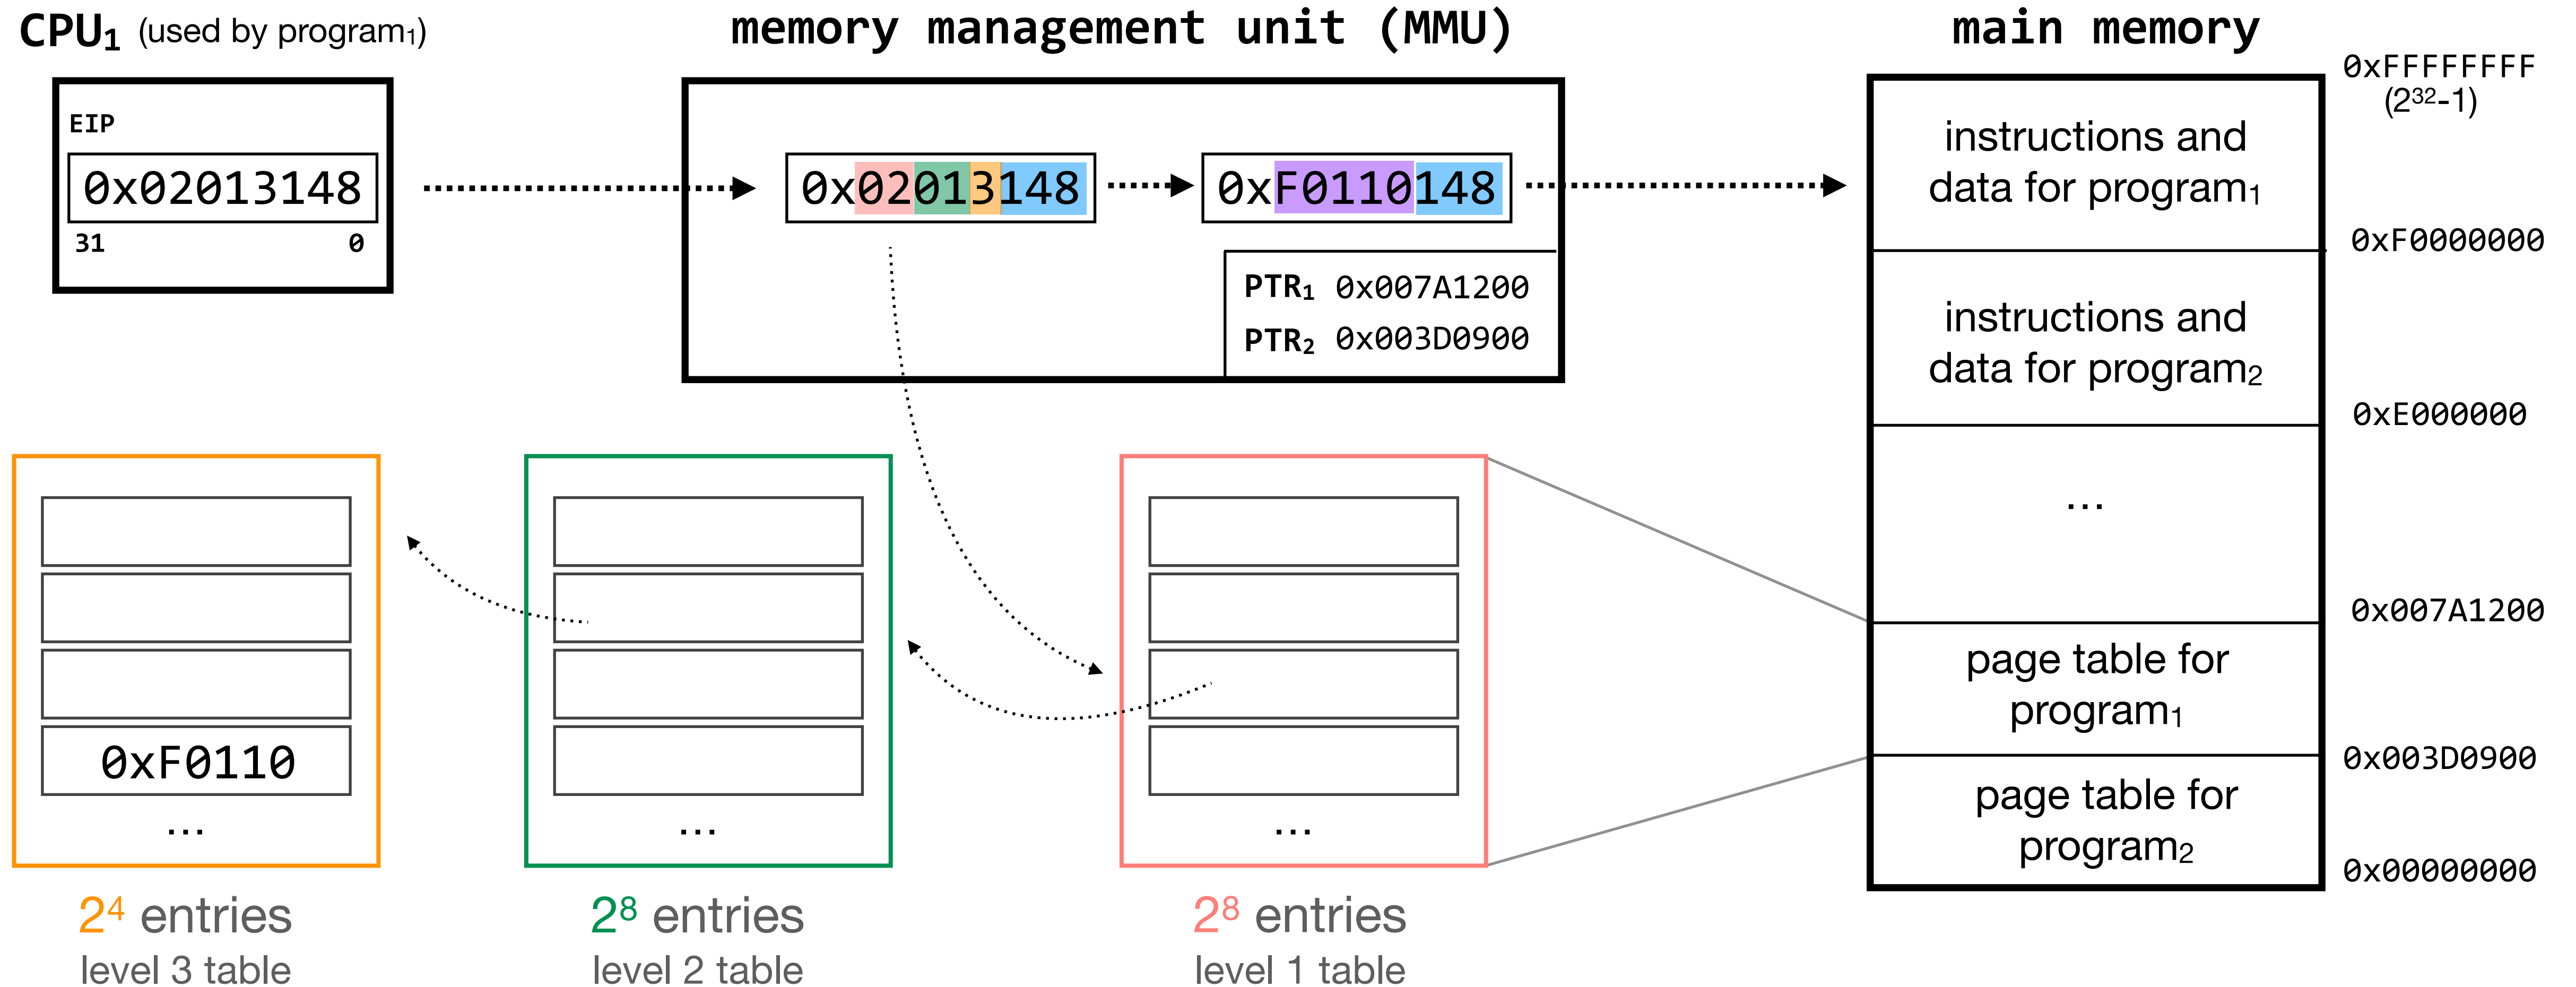 CPU₁ (used by program₁)
EIP
0x02013148
31 0
memory management unit (MMU)
0x02013148
0xF0110148
PTR₁ 0x007A1200
PTR₂ 0x003D0900
main memory
0xFFFFFFFF
(2³²-1)
instructions and
data for program₁
0xF0000000
instructions and
data for program₂
0xE000000
...
0x007A1200
page table for
program₁
0x003D0900
page table for
program₂
0x00000000
0xF0110
...
2⁴ entries
level 3 table
...
2⁸ entries
level 2 table
...
2⁸ entries
level 1 table